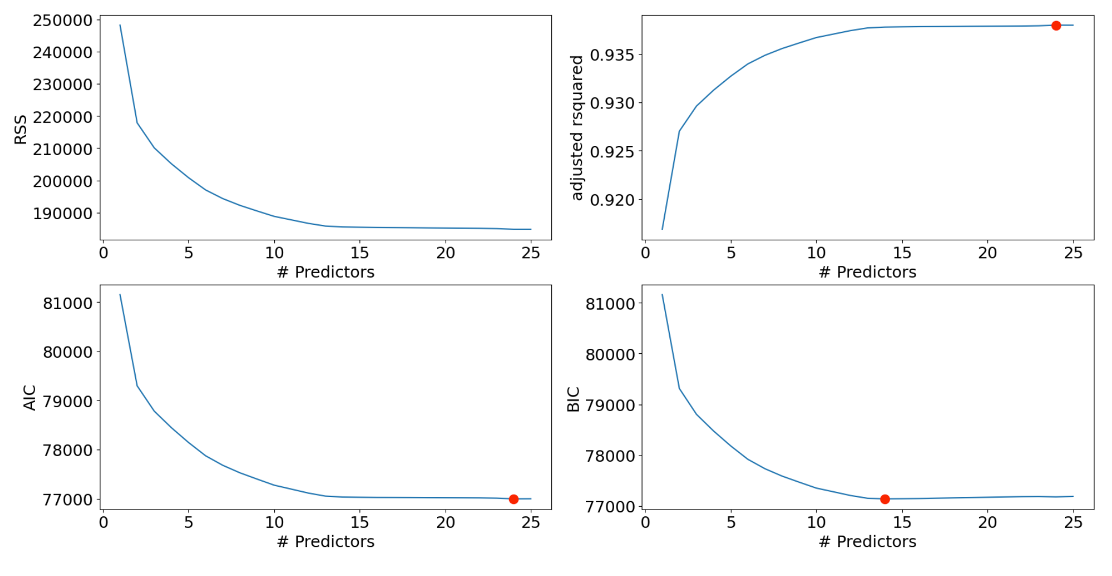 RSS
250000
240000
230000
220000
210000
200000
190000
0 5 10 15 20 25
# Predictors
adjusted rsquared
0.935
0.930
0.925
0.920
0 5 10 15 20 25
# Predictors
AIC
81000
80000
79000
78000
77000
0 5 10 15 20 25
# Predictors
BIC
81000
80000
79000
78000
77000
0 5 10 15 20 25
# Predictors